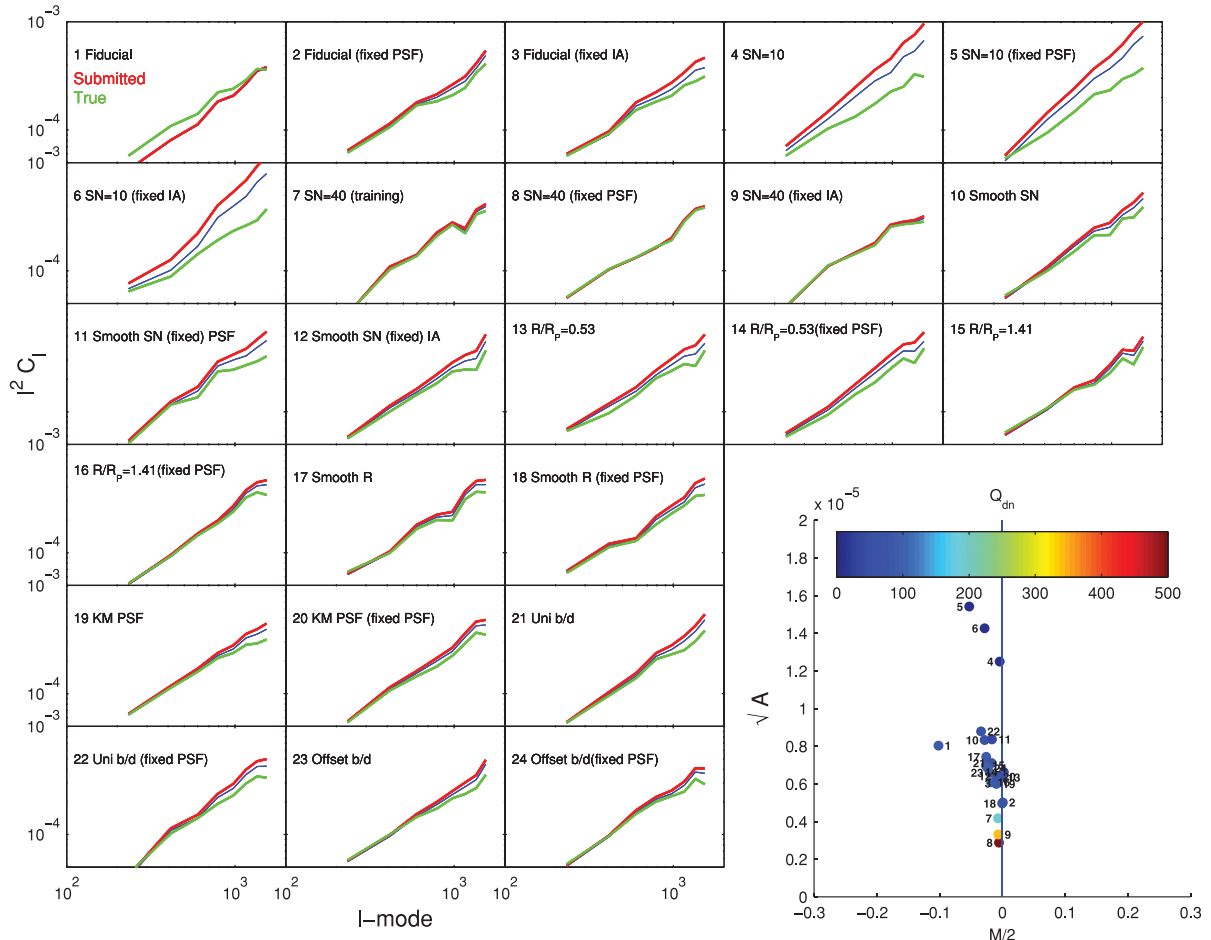 10^-3
1 Fiducial
Submitted
True
2 Fiducial (fixed PSF)
3 Fiducial (fixed IA)
4 SN=10
5 SN=10 (fixed PSF)
10^-4
10^-3
6 SN=10 (fixed IA)
7 SN=40 (training)
8 SN=40 (fixed PSF)
9 SN=40 (fixed IA)
10 Smooth SN
10^-4
11 Smooth SN (fixed) PSF
12 Smooth SN (fixed) IA
13 R/R_P=0.53
14 R/R_P=0.53(fixed PSF)
15 R/R_P=1.41
l^2 C_l
10^-3
16 R/R_P=1.41(fixed PSF)
17 Smooth R
18 Smooth R (fixed PSF)
10^-4
10^-3
19 KM PSF
20 KM PSF (fixed PSF)
21 Uni b/d
10^-4
10^-3
22 Uni b/d (fixed PSF)
23 Offset b/d
24 Offset b/d(fixed PSF)
10^-4
10^2 10^3 10^2 10^3 10^2 10^3 10^2
l-mode
x 10^-5
Q_dn
2
1.8
1.6
1.4
1.2
1
0.8
0.6
0.4
0.2
0
√ A
0 100 200 300 400 500
5
6
4
22
10 11
1
17
23
13
3 19
18 2
7
9
8
-0.3 -0.2 -0.1 0 0.1 0.2 0.3
M/2